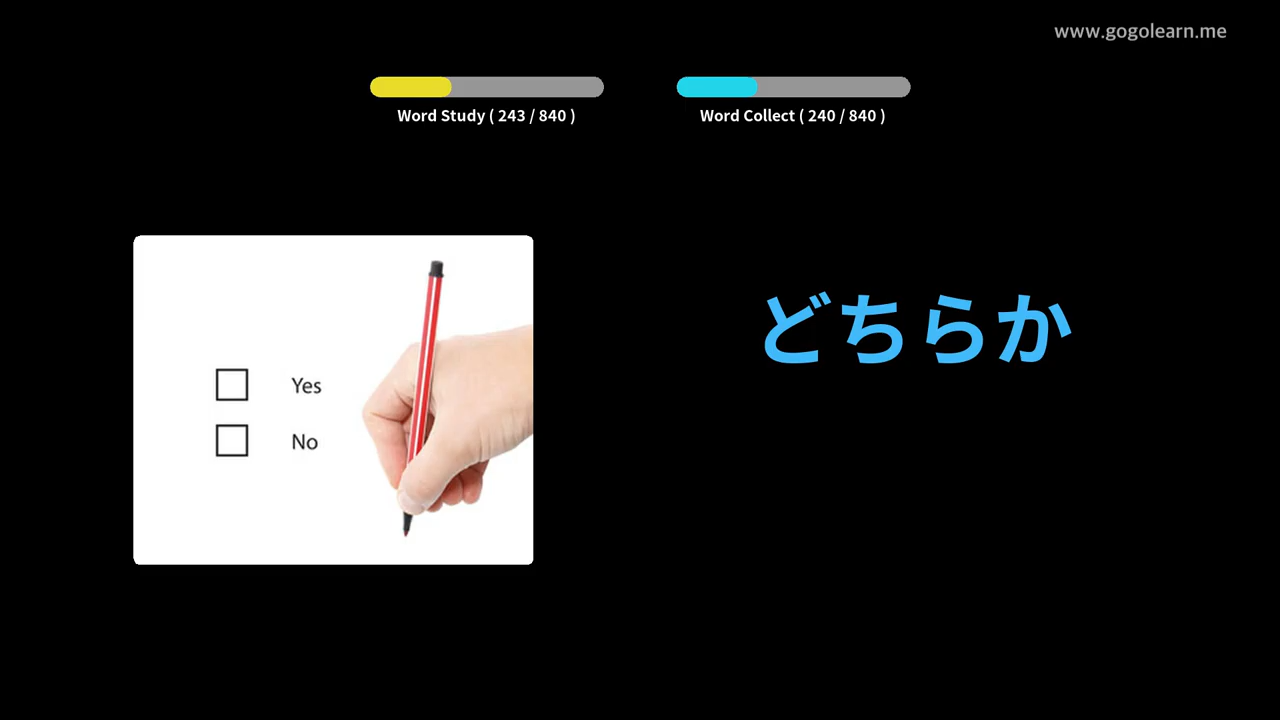 www.gogolearn.me
Word Study ( 243 / 840 )
Word Collect ( 240 / 840 )
どちらか
Yes
No